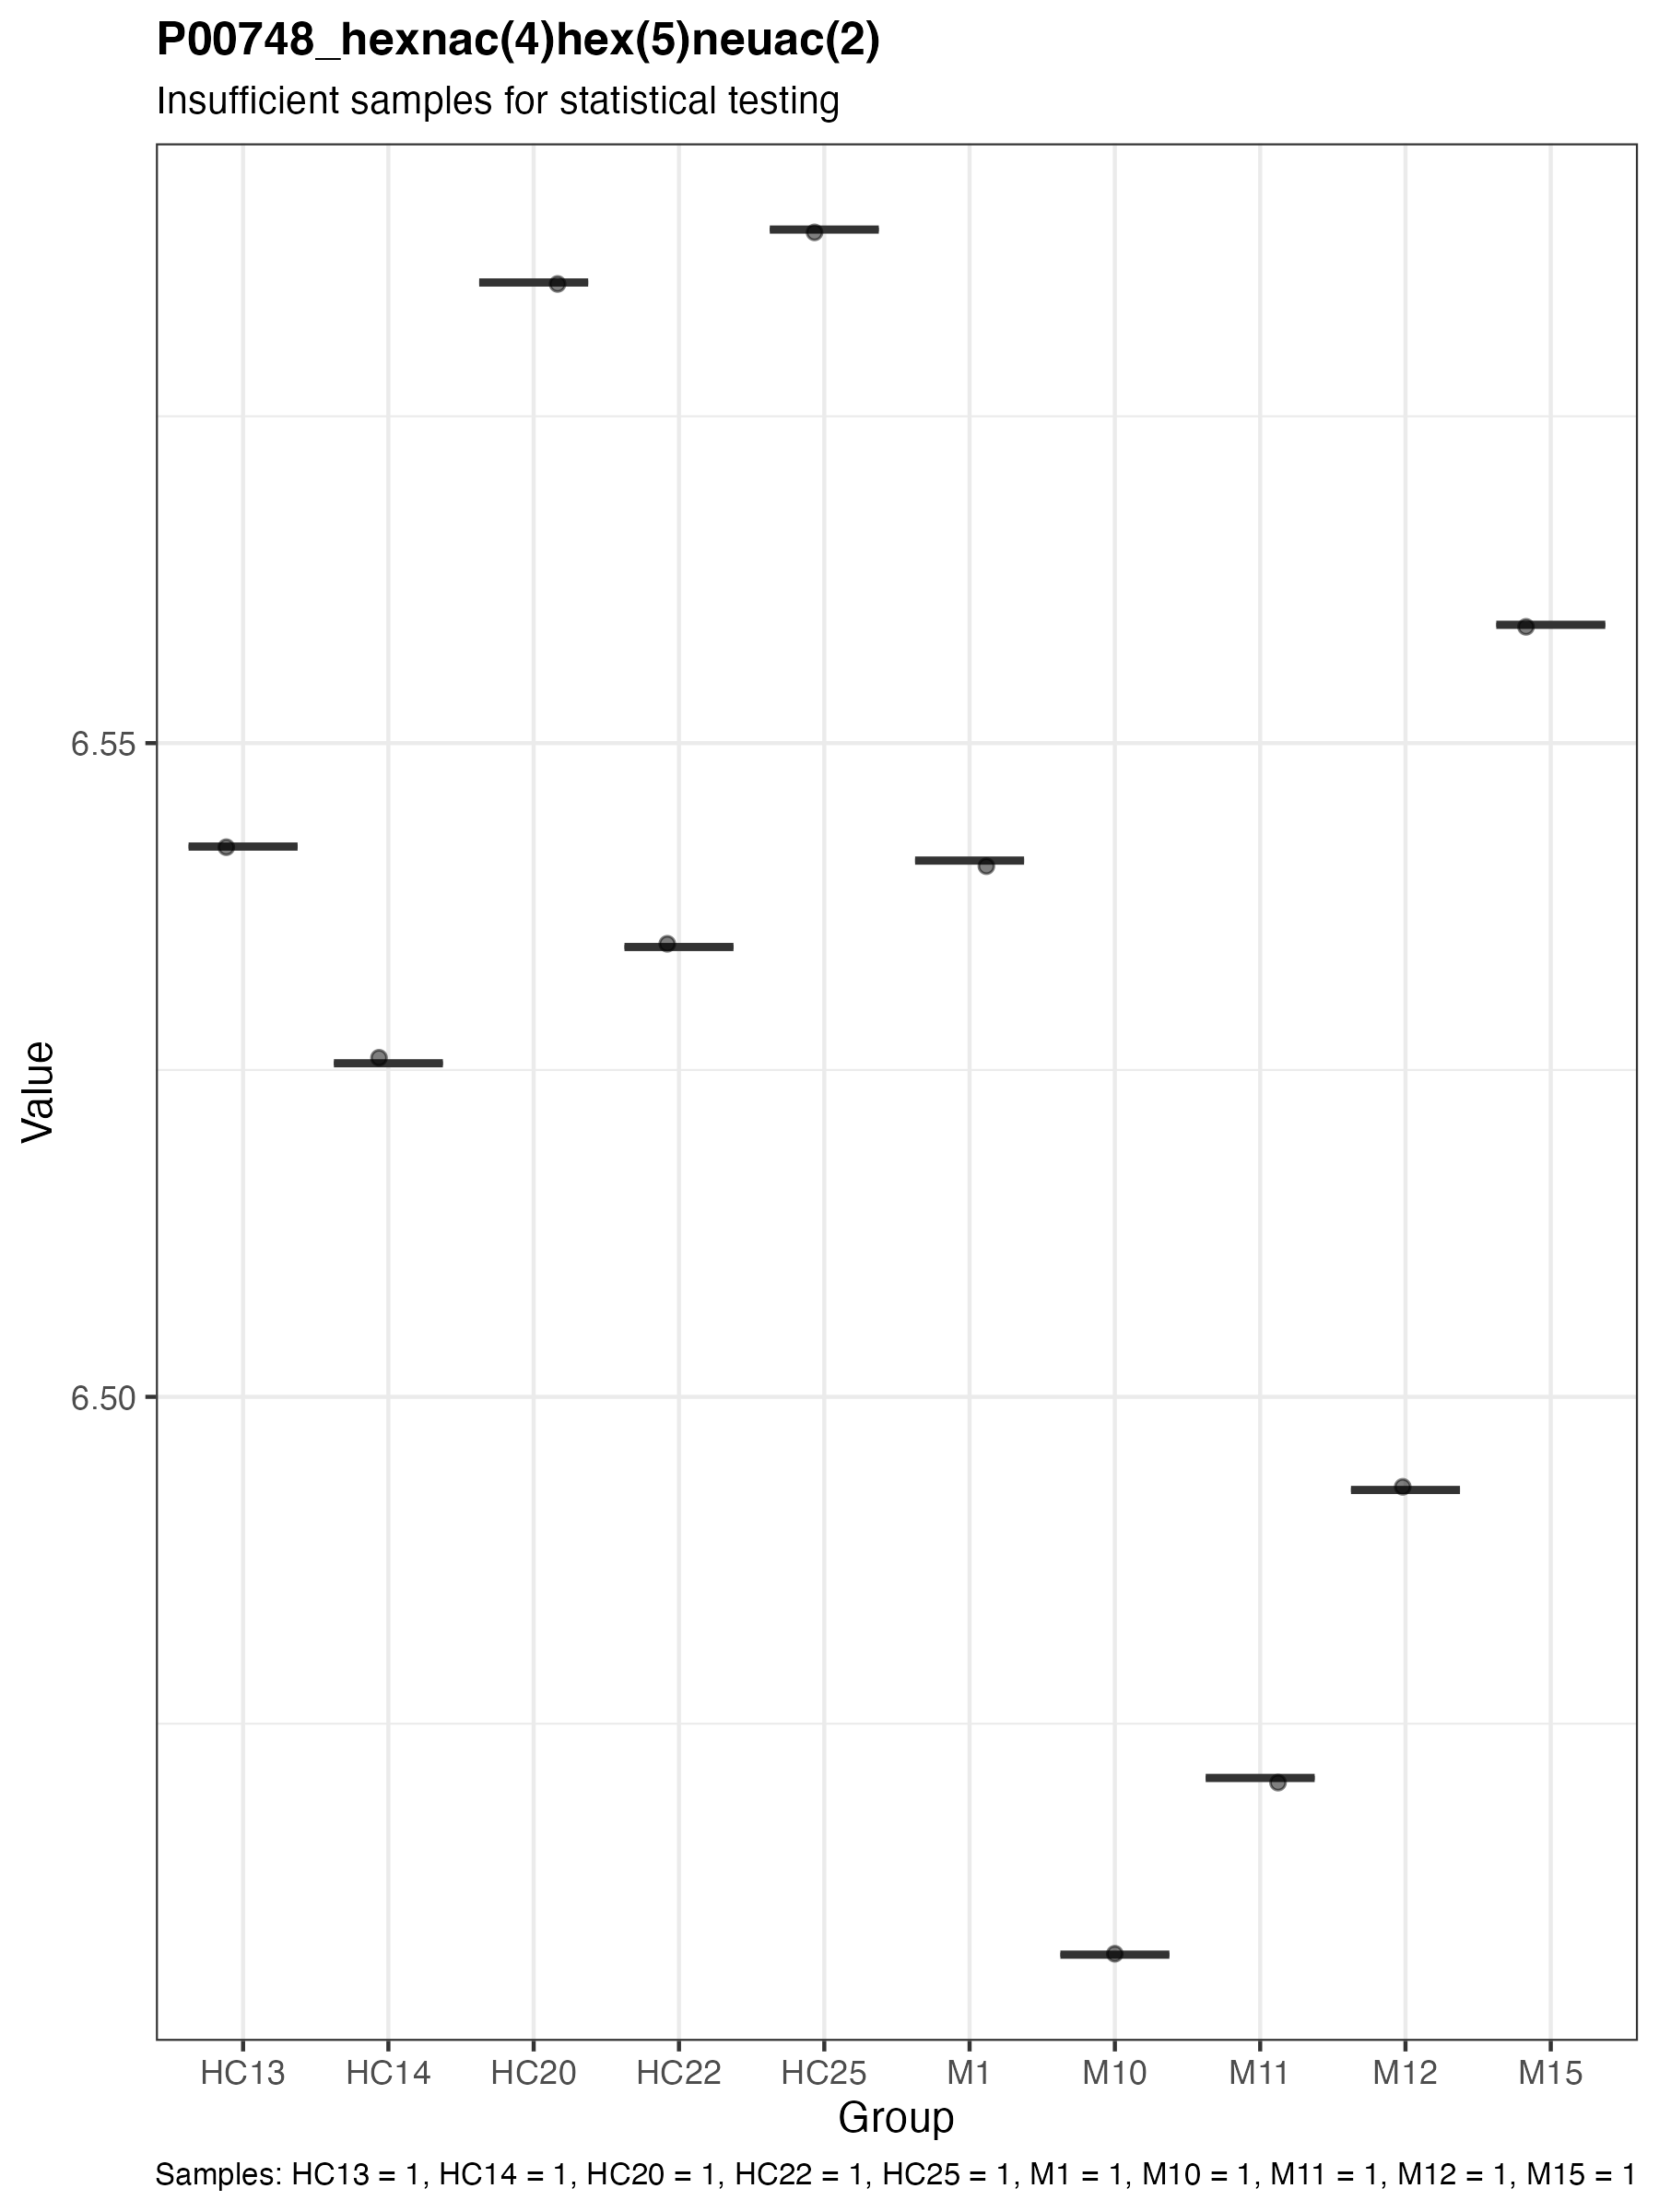 P00748_hexnac(4)hex(5)neuac(2)
Insufficient samples for statistical testing
Value
6.55
6.50
HC13 HC14 HC20 HC22 HC25 M1 M10 M11 M12 M15
Group
Samples: HC13 = 1, HC14 = 1, HC20 = 1, HC22 = 1, HC25 = 1, M1 = 1, M10 = 1, M11 = 1, M12 = 1, M15 = 1